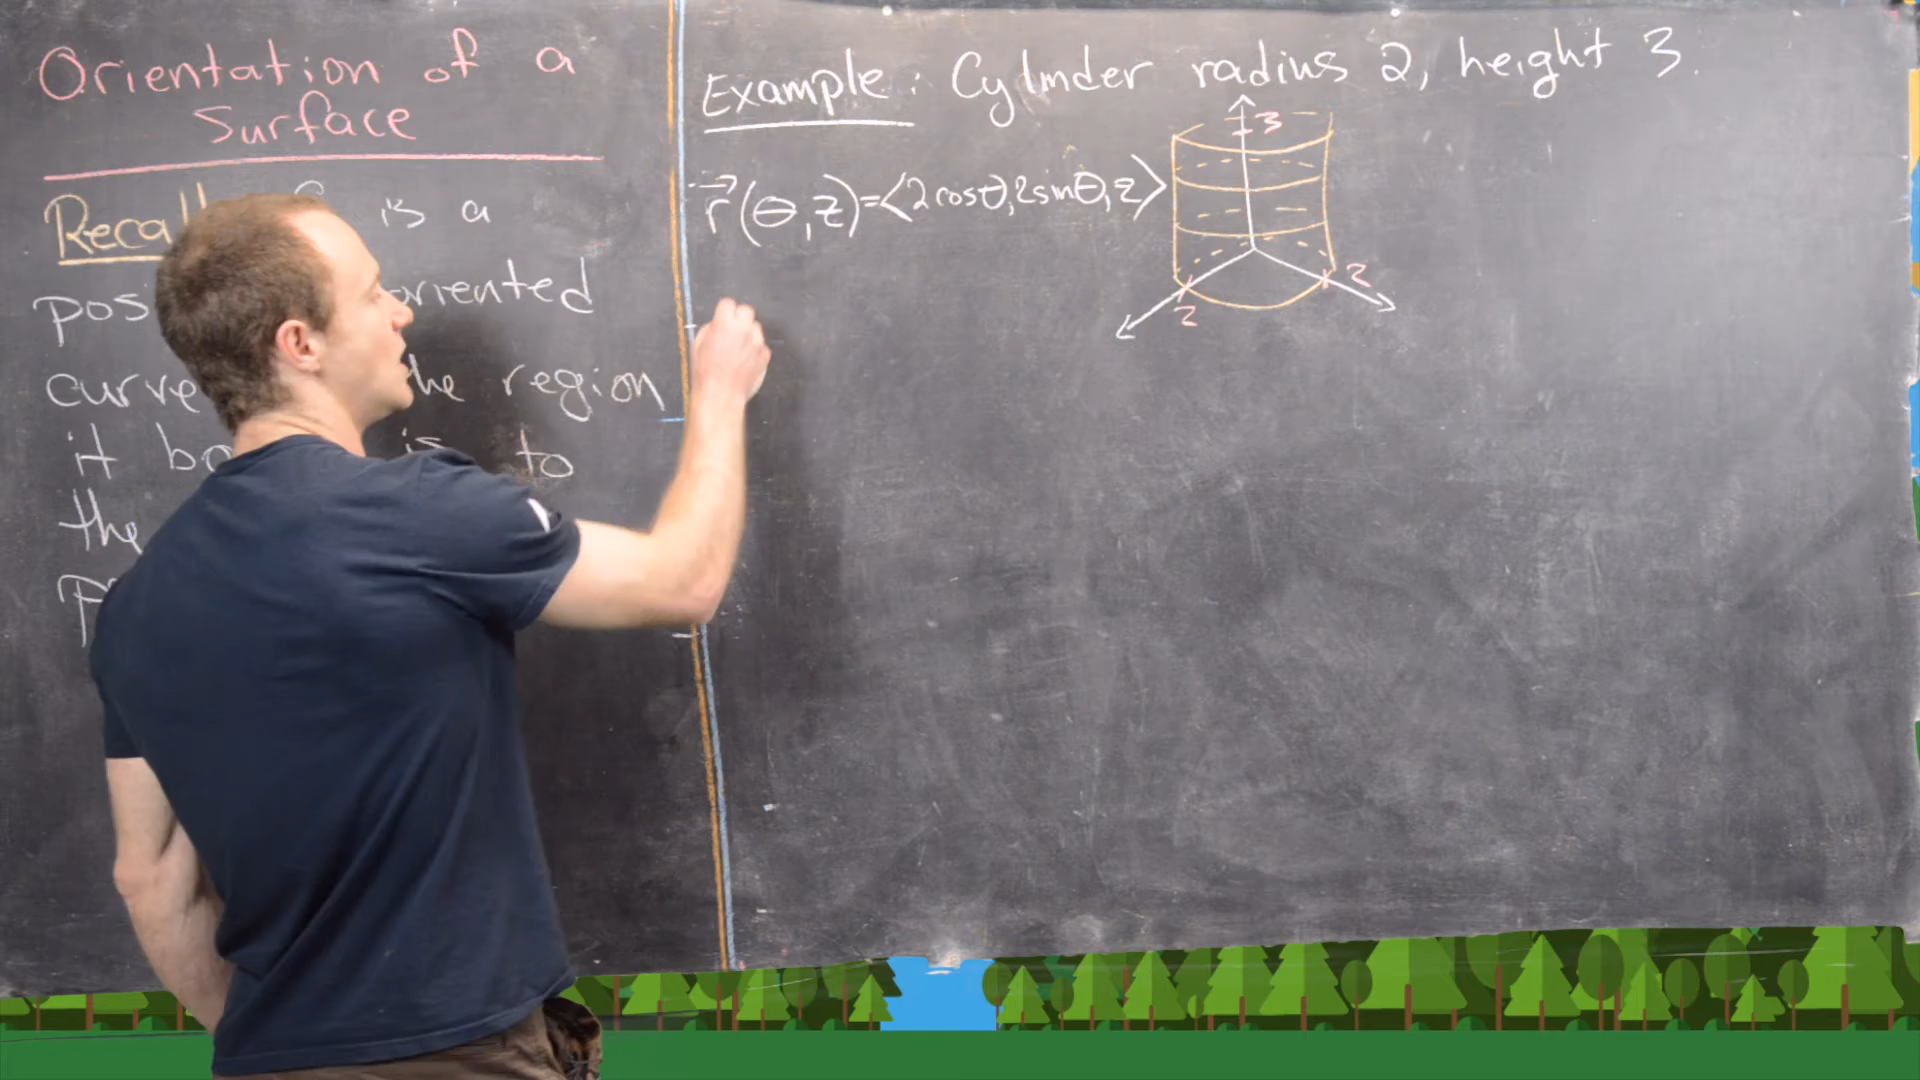 Orientation of a
Surface
Recall is a
pos oriented
curve the region
it bo is to
the
p
Example: Cylinder radius 2, height 3.
r⃗(θ,z)=⟨2cosθ,2sinθ,z⟩
3
2
2